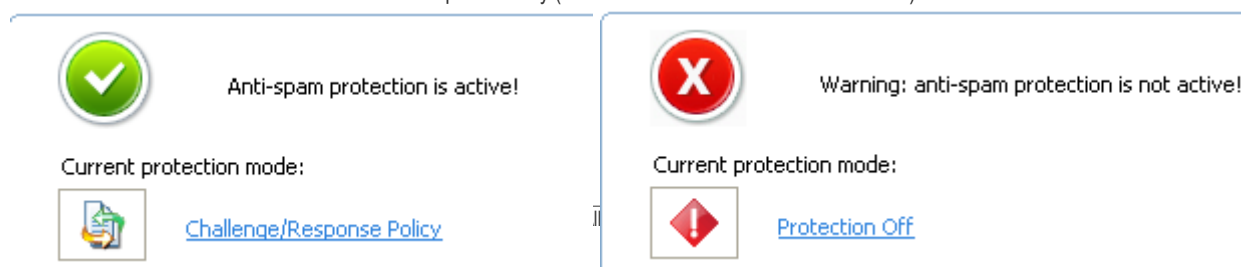 Anti-spam protection is active!
Current protection mode:
Challenge/Response Policy
Warning: anti-spam protection is not active!
Current protection mode:
Protection Off